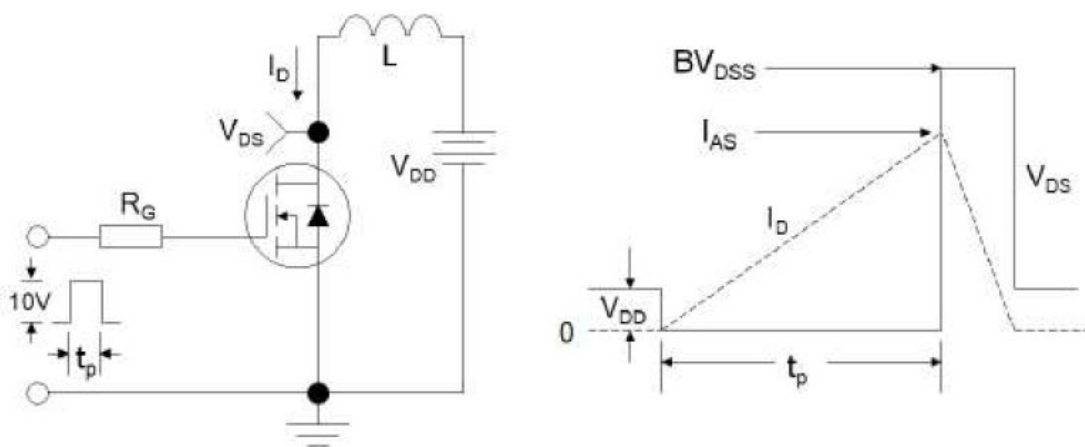 L
I_D
V_DS
V_DD
R_G
10V
t_p
BV_DSS
I_AS
V_DS
I_D
V_DD
0
t_p